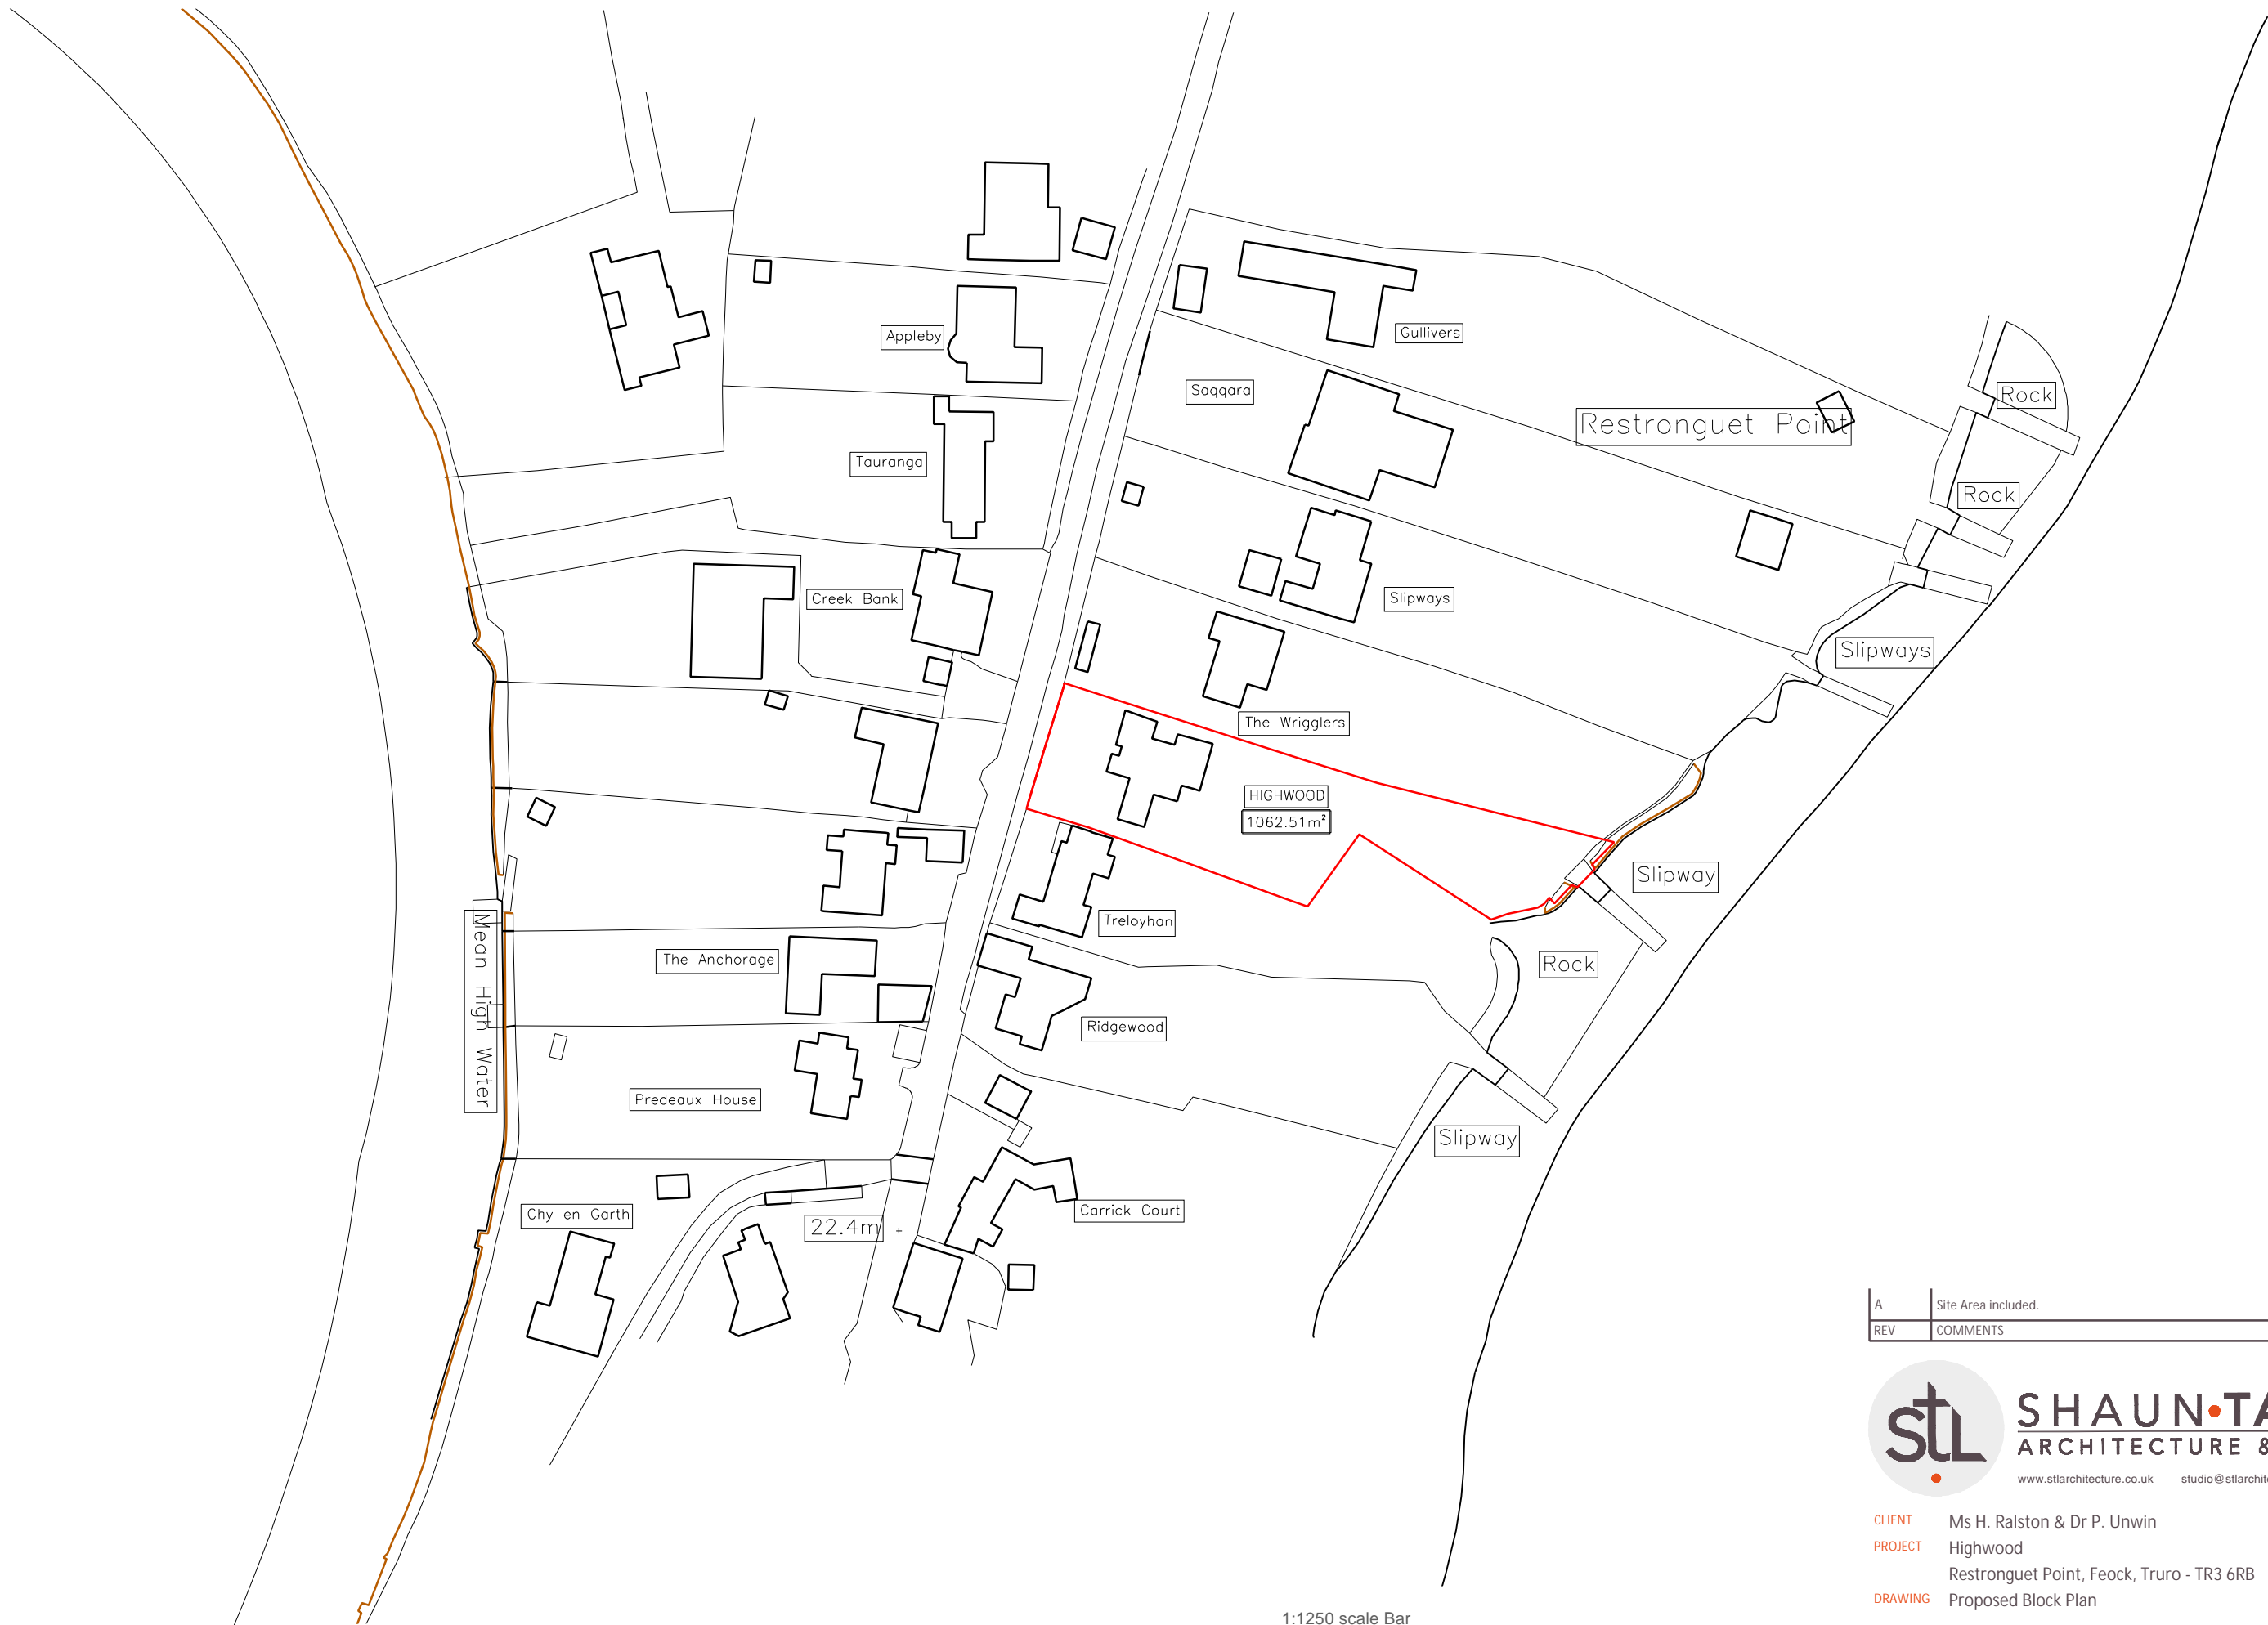 Appleby
Gullivers
Saqqara
Restronguet Point
Rock
Tauranga
Rock
Creek Bank
Slipways
Slipways
The Wrigglers
HIGHWOOD
1062.51m²
Slipway
Mean High Water
Treloyhan
The Anchorage
Rock
Ridgewood
Predeaux House
Slipway
Chy en Garth
22.4m
Carrick Court
A Site Area included.
REV COMMENTS
stL
SHAUN•
ARCHITECTURE &
www.stlarchitecture.co.uk
CLIENT Ms H. Ralston & Dr P. Unwin
PROJECT Highwood
Restronguet Point, Feock, Truro - TR3 6RB
DRAWING Proposed Block Plan
1:1250 scale Bar